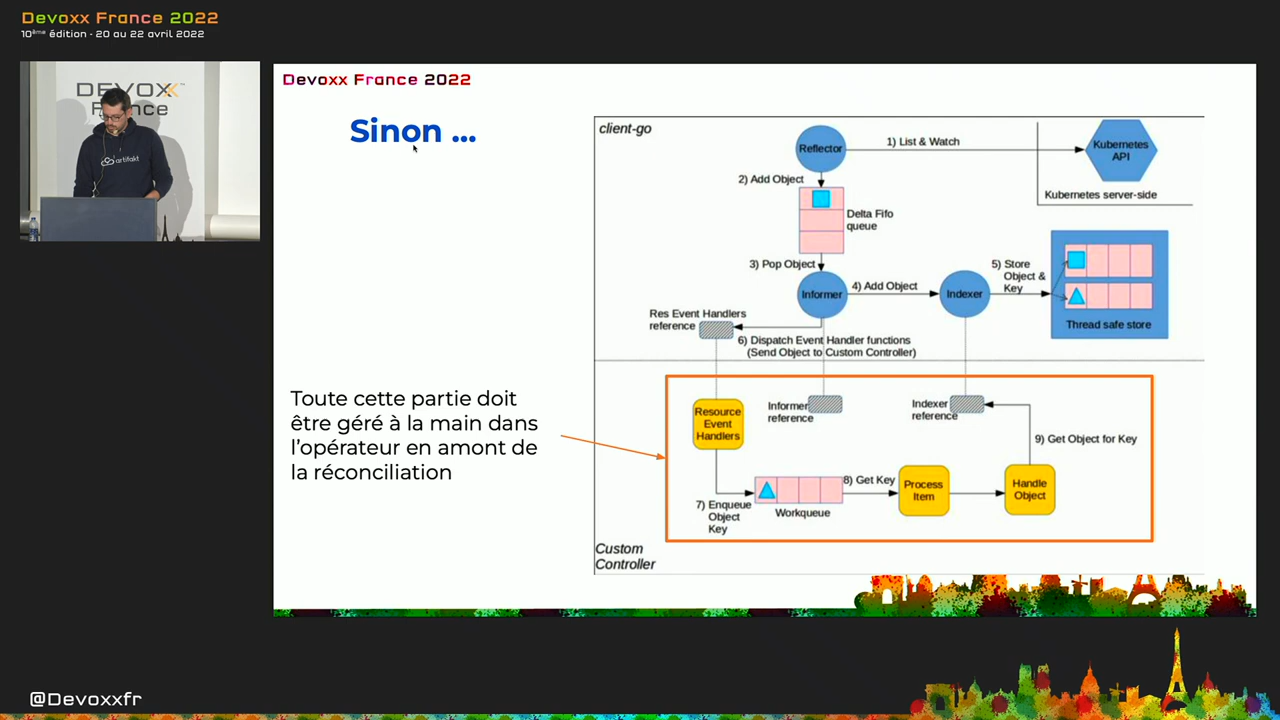 Devoxx France 2022
10ème édition - 20 au 22 avril 2022
DEVOXX™
France
artifakt
Devoxx France 2022
Sinon ...
client-go
Reflector
1) List & Watch
Kubernetes
API
Kubernetes server-side
2) Add Object
Delta Fifo
queue
3) Pop Object
Informer
4) Add Object
Indexer
5) Store
Object &
Key
Thread safe store
Res Event Handlers
reference
6) Dispatch Event Handler functions
(Send Object to Custom Controller)
Toute cette partie doit
être géré à la main dans
l'opérateur en amont de
la réconciliation
Resource
Event
Handlers
Informer
reference
Indexer
reference
9) Get Object for Key
7) Enqueue
Object
Key
Workqueue
8) Get Key
Process
Item
Handle
Object
Custom
Controller
@Devoxxfr